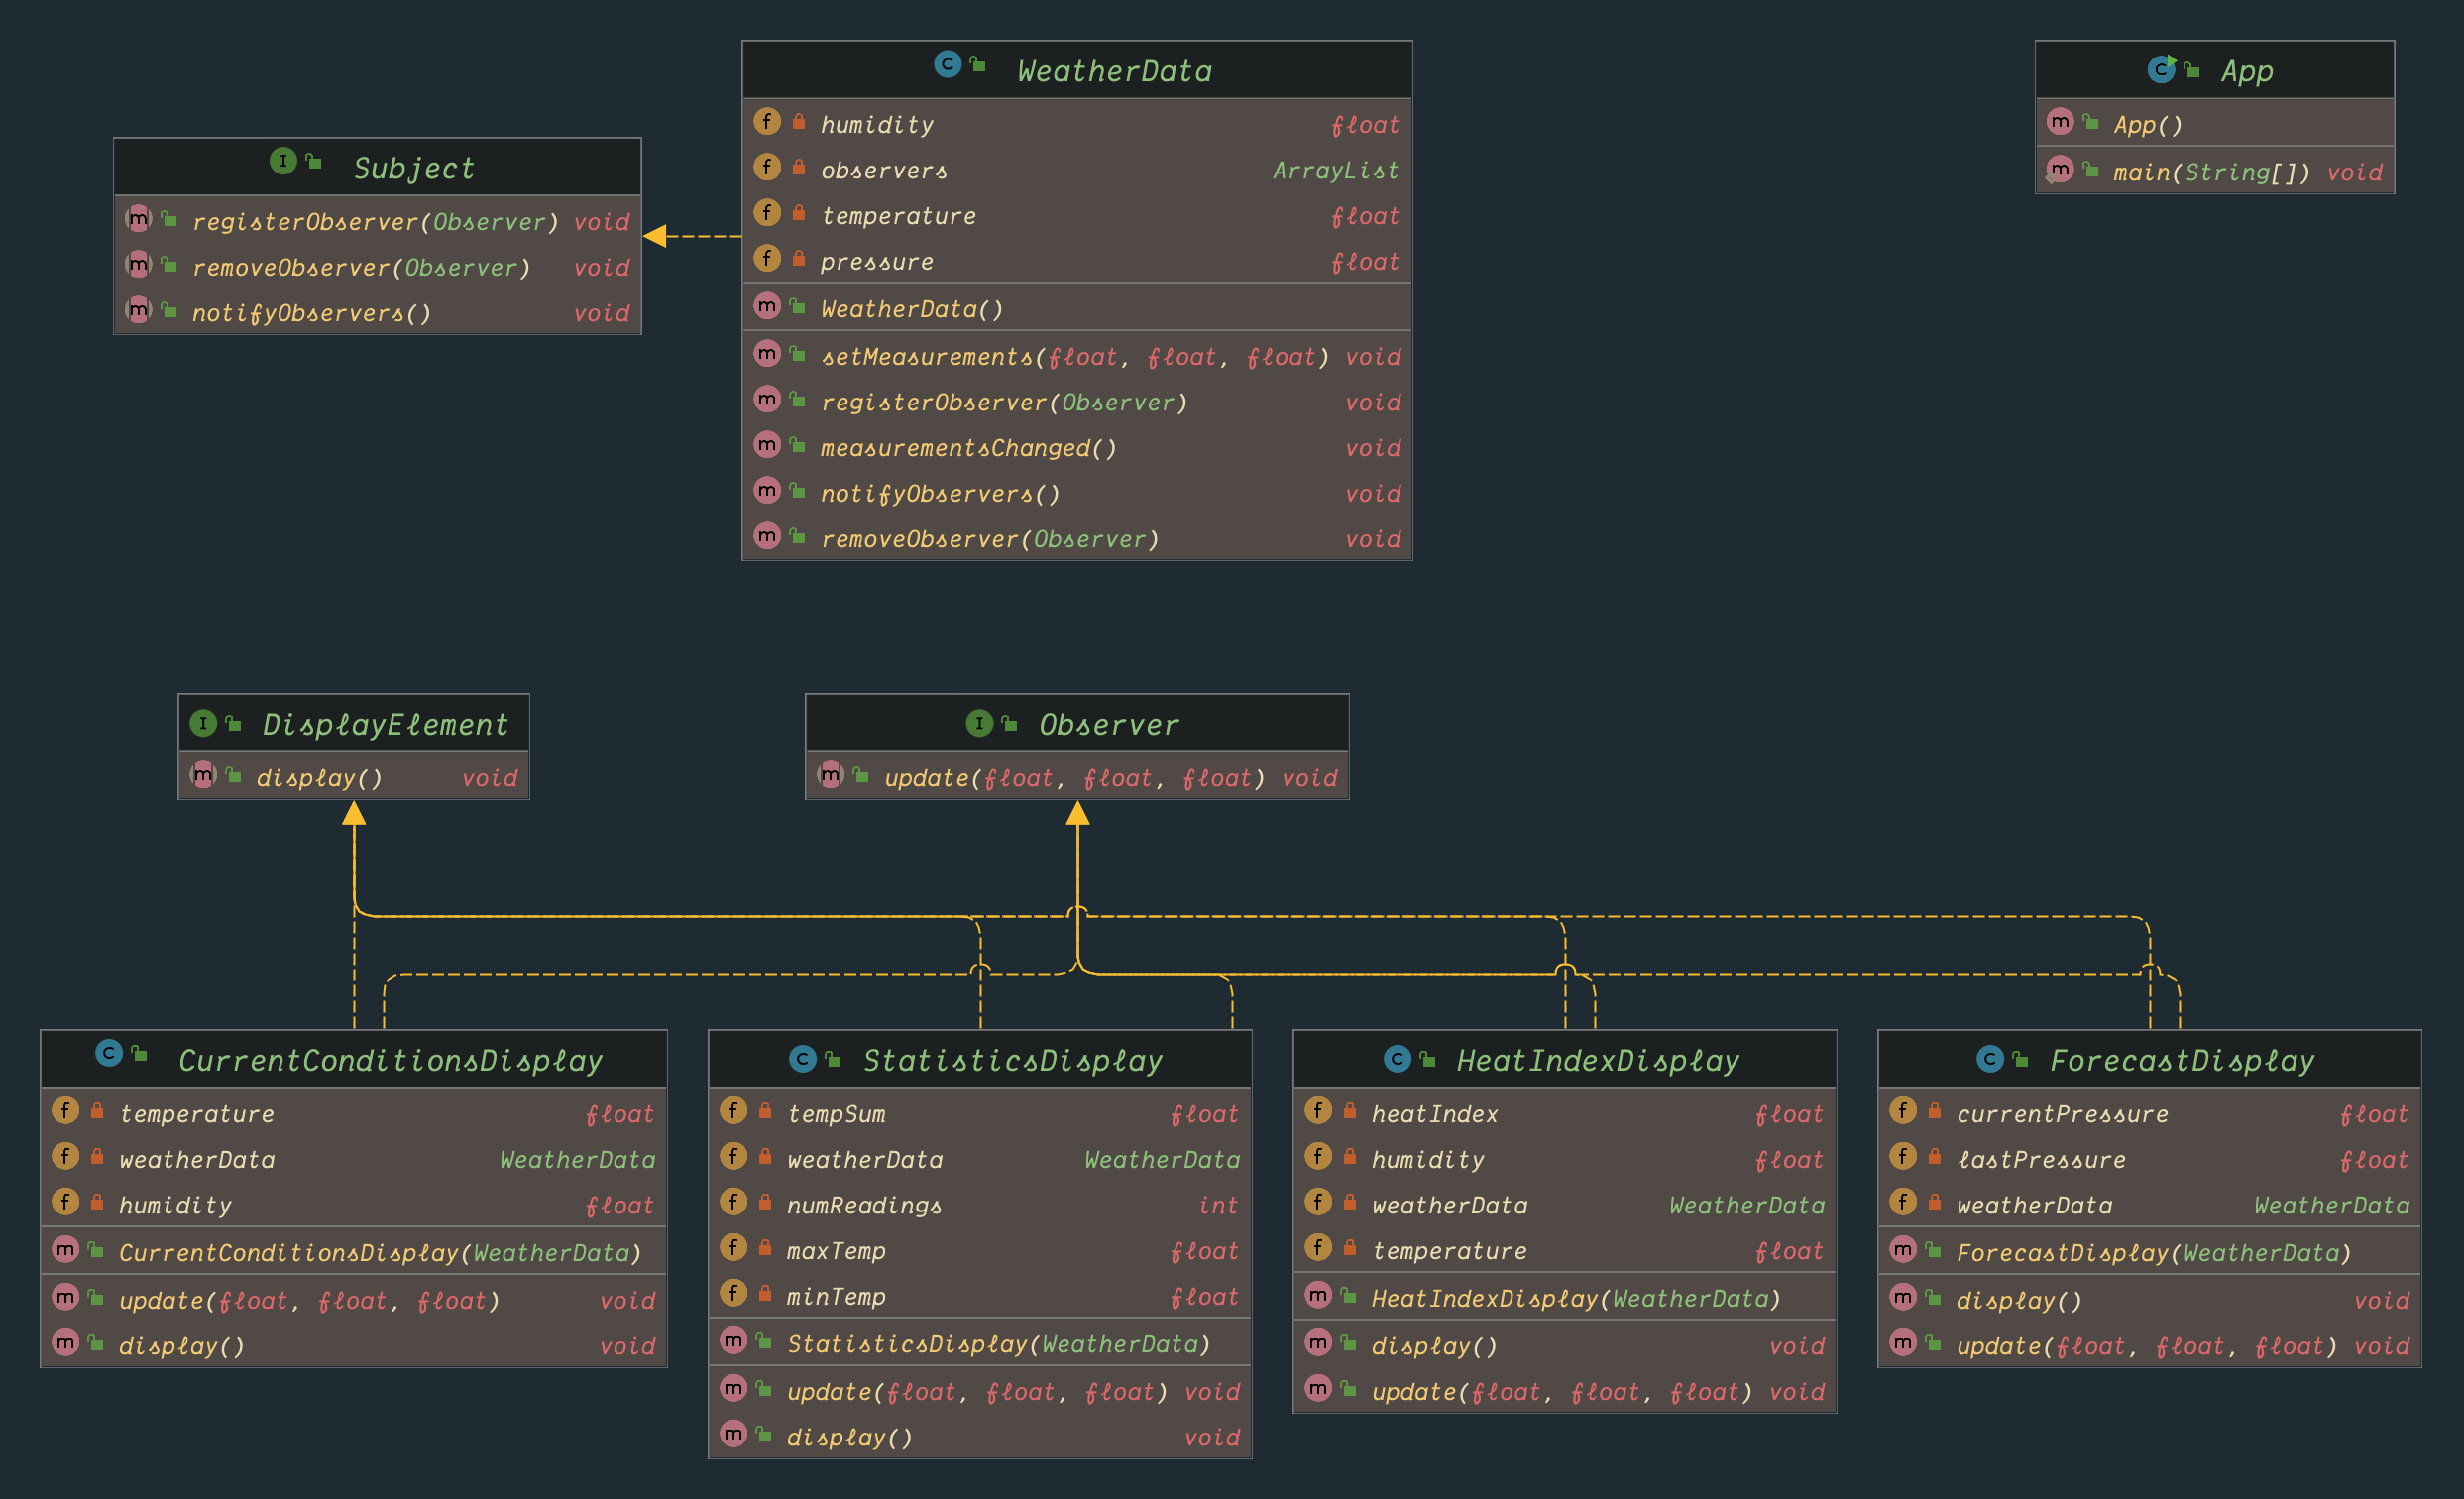 WeatherData
humidity float
observers ArrayList
temperature float
pressure float
WeatherData()
setMeasurements(float, float, float) void
registerObserver(Observer) void
measurementsChanged() void
notifyObservers() void
removeObserver(Observer) void
App
App()
main(String[]) void
Subject
registerObserver(Observer) void
removeObserver(Observer) void
notifyObservers() void
DisplayElement
display() void
Observer
update(float, float, float) void
CurrentConditionsDisplay
temperature float
weatherData WeatherData
humidity float
CurrentConditionsDisplay(WeatherData)
update(float, float, float) void
display() void
StatisticsDisplay
tempSum float
weatherData WeatherData
numReadings int
maxTemp float
minTemp float
StatisticsDisplay(WeatherData)
update(float, float, float) void
display() void
HeatIndexDisplay
heatIndex float
humidity float
weatherData WeatherData
temperature float
HeatIndexDisplay(WeatherData)
display() void
update(float, float, float) void
ForecastDisplay
currentPressure float
lastPressure float
weatherData WeatherData
ForecastDisplay(WeatherData)
display() void
update(float, float, float) void